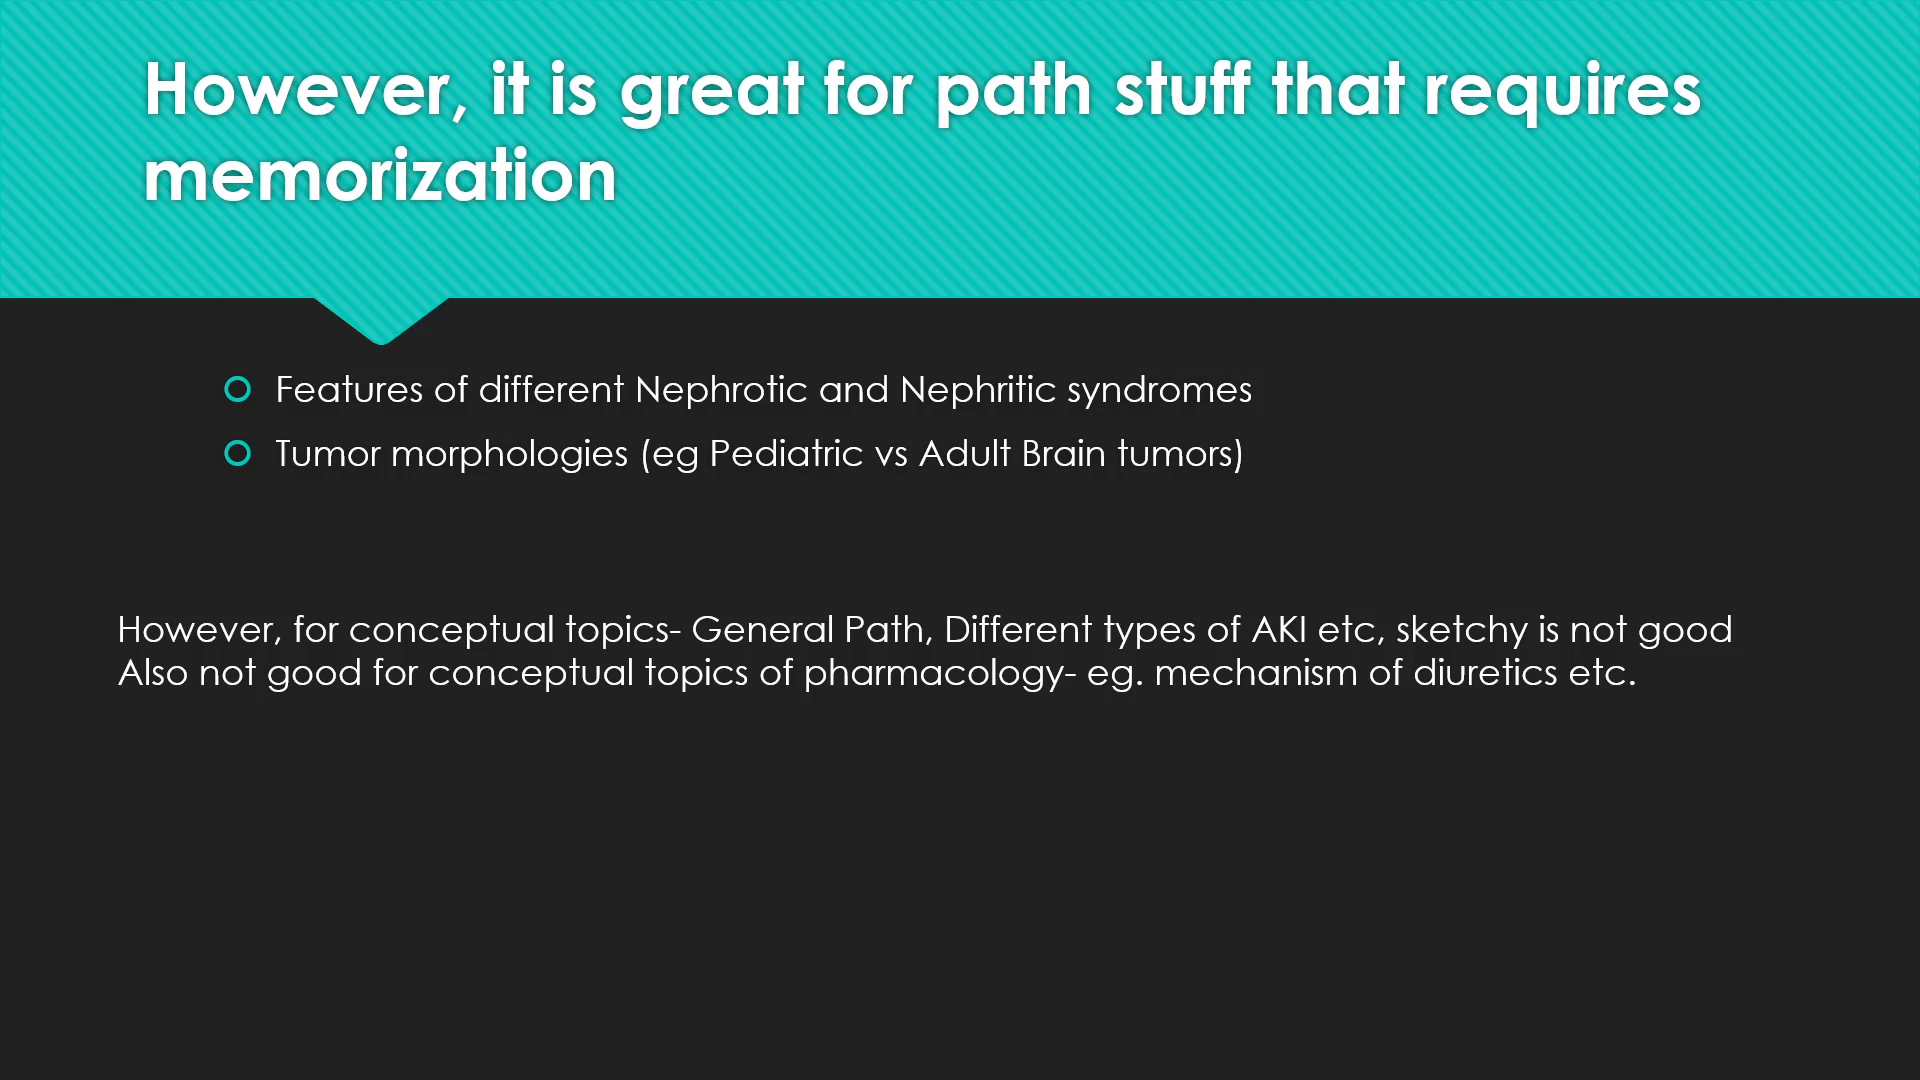 However, it is great for path stuff that requires
memorization
Features of different Nephrotic and Nephritic syndromes
Tumor morphologies (eg Pediatric vs Adult Brain tumors)
However, for conceptual topics- General Path, Different types of AKI etc, sketchy is not good
Also not good for conceptual topics of pharmacology- eg. mechanism of diuretics etc.